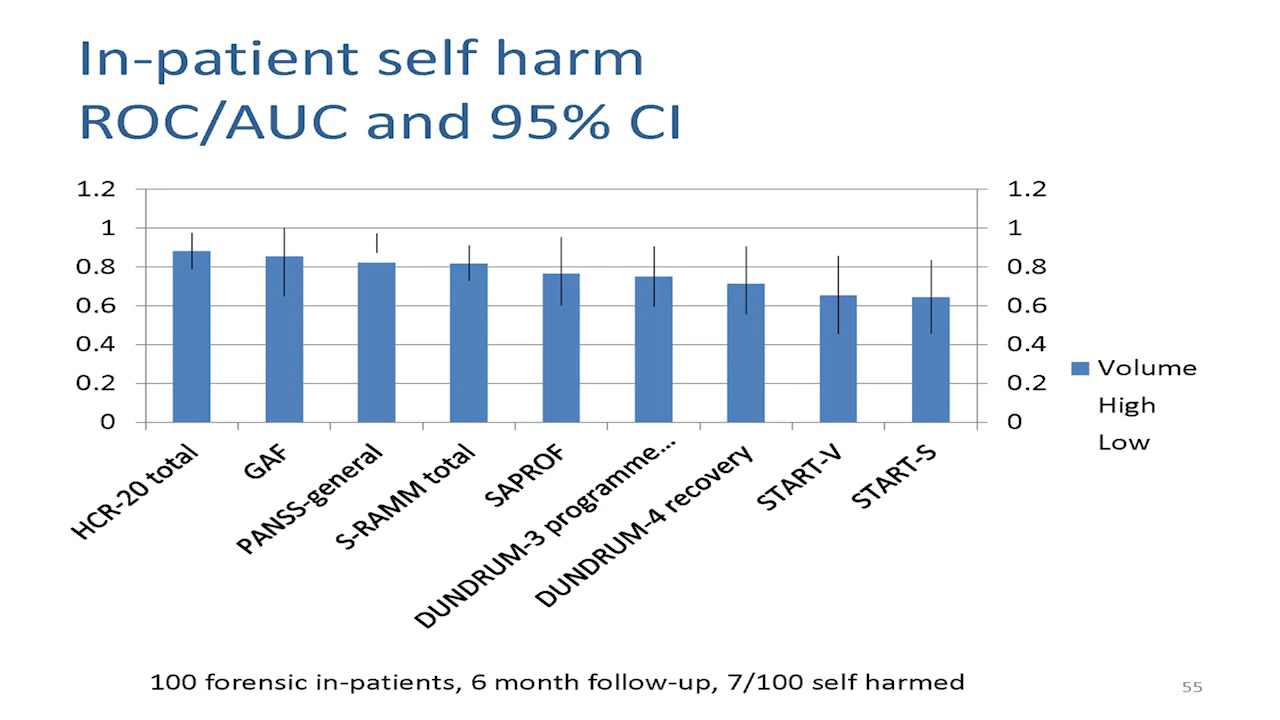 In-patient self harm
ROC/AUC and 95% CI
1.2
1
0.8
0.6
0.4
0.2
0
1.2
1
0.8
0.6
0.4
0.2
0
HCR-20 total
GAF
PANSS-general
S-RAMM total
SAPROF
DUNDRUM-3 programme...
DUNDRUM-4 recovery
START-V
START-S
Volume
High
Low
100 forensic in-patients, 6 month follow-up, 7/100 self harmed
55